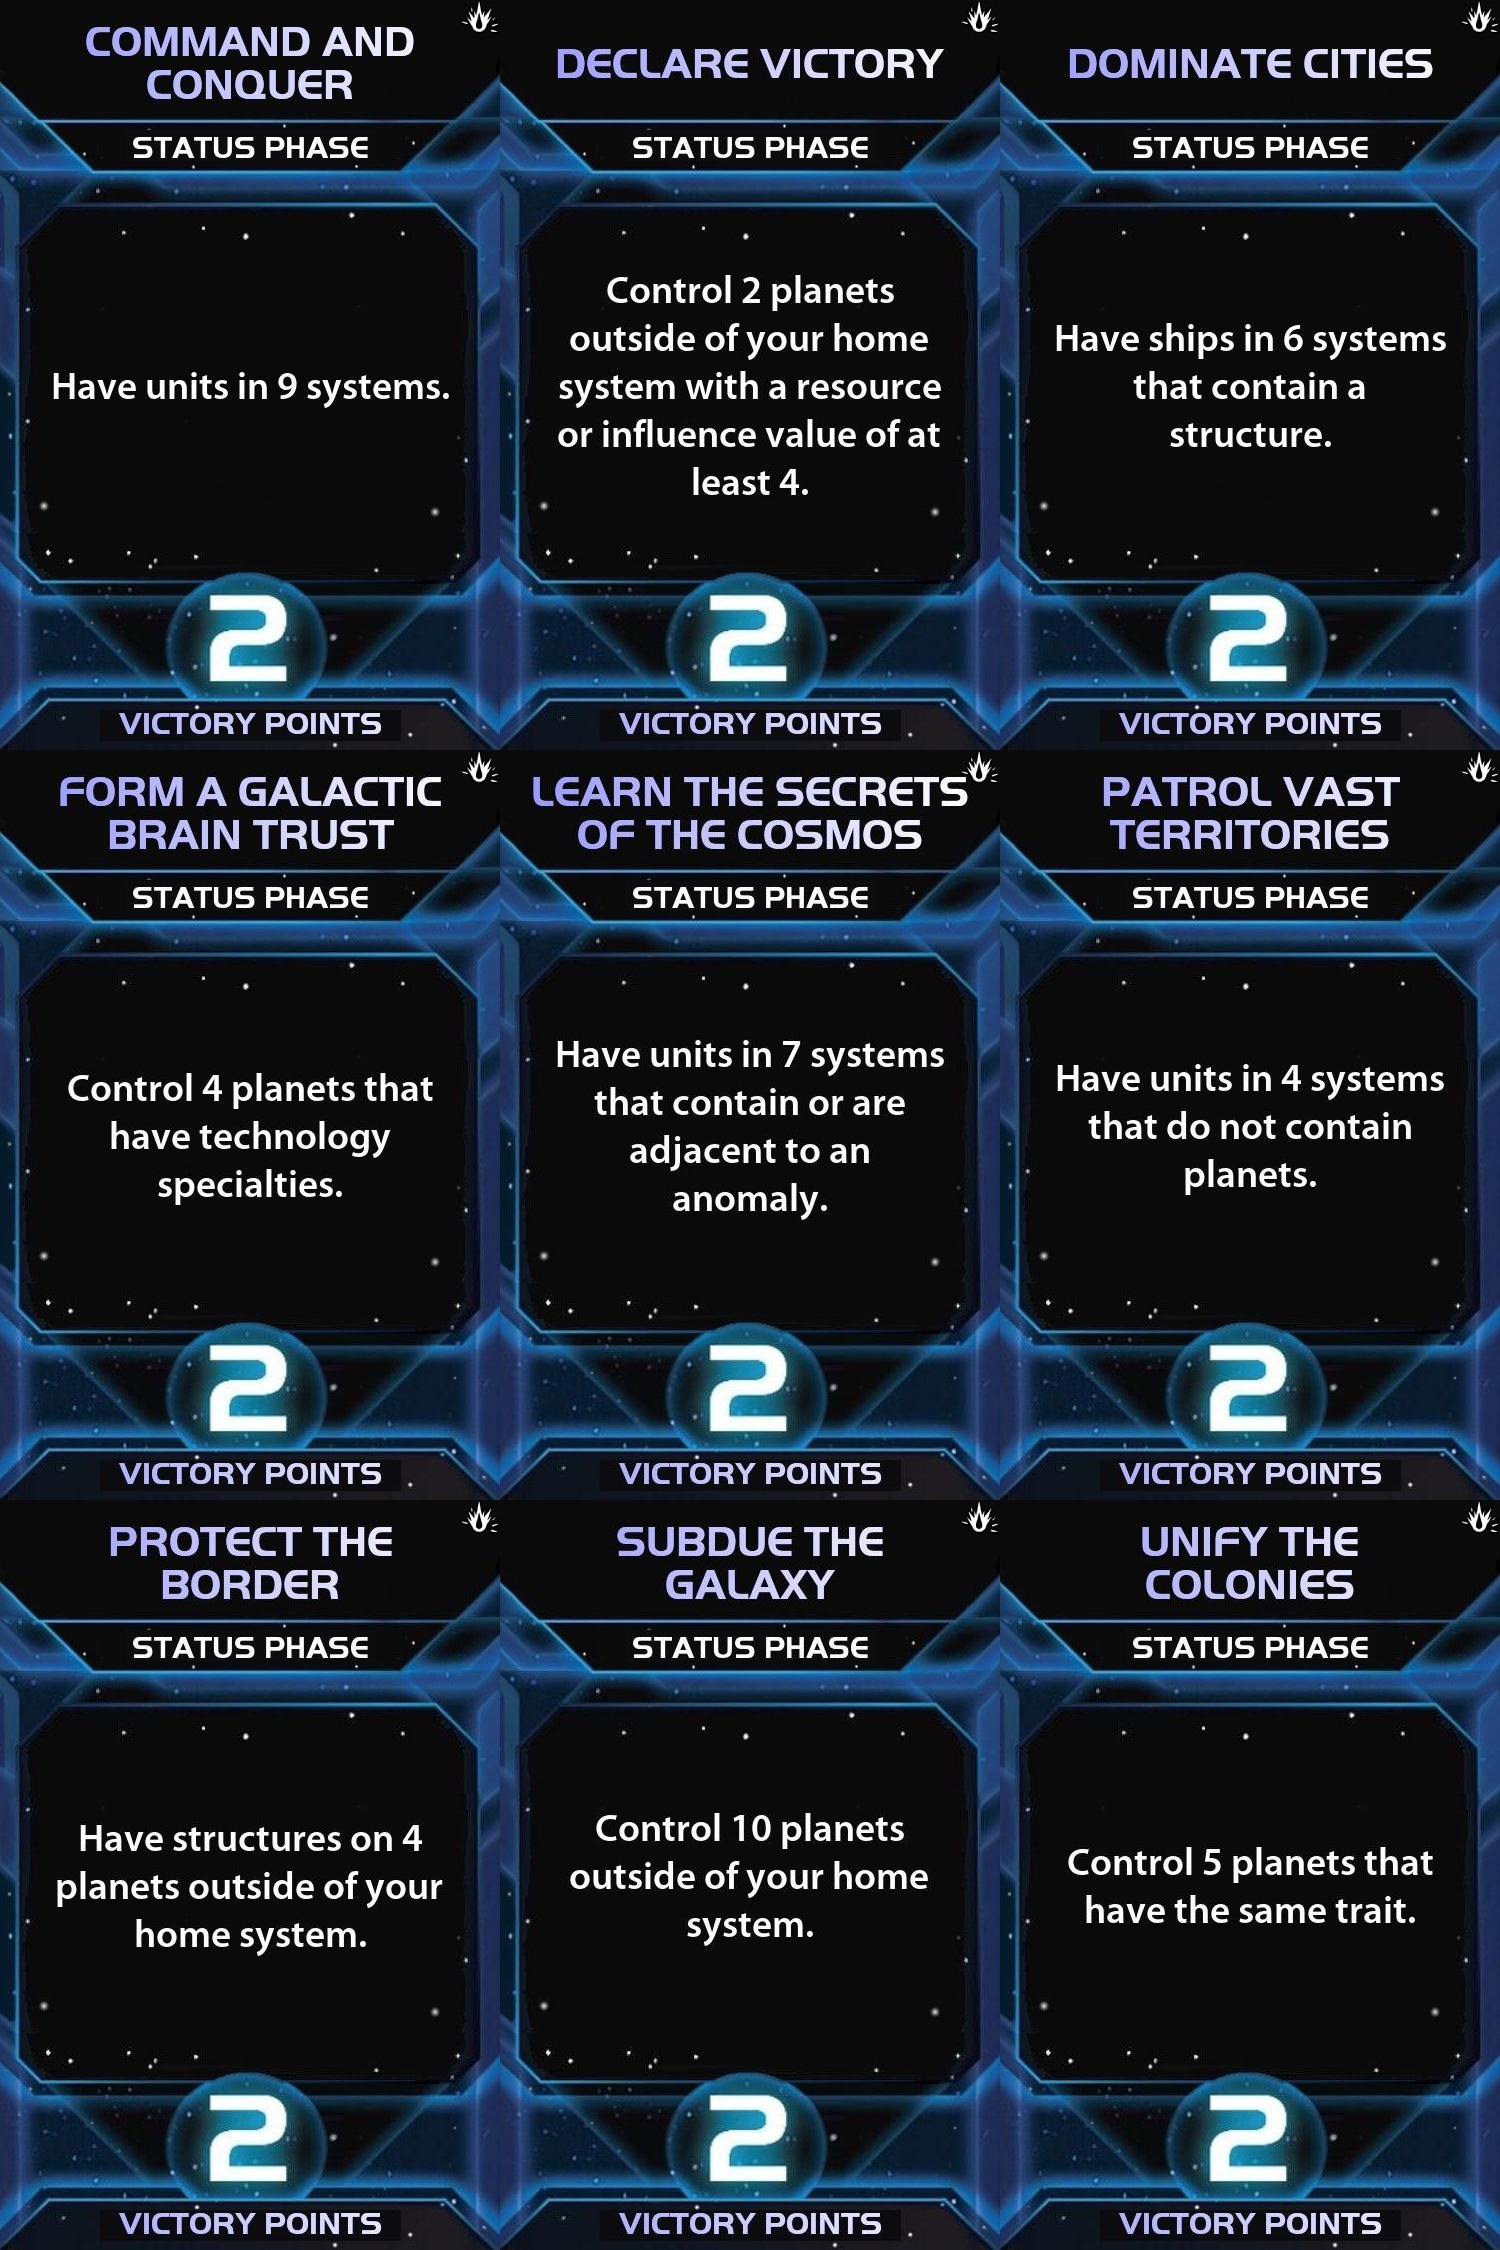 COMMAND AND
CONQUER
STATUS PHASE
Have units in 9 systems.
2
VICTORY POINTS
DECLARE VICTORY
STATUS PHASE
Control 2 planets
outside of your home
system with a resource
or influence value of at
least 4.
2
VICTORY POINTS
DOMINATE CITIES
STATUS PHASE
Have ships in 6 systems
that contain a
structure.
2
VICTORY POINTS
FORM A GALACTIC
BRAIN TRUST
STATUS PHASE
Control 4 planets that
have technology
specialties.
2
VICTORY POINTS
LEARN THE SECRETS
OF THE COSMOS
STATUS PHASE
Have units in 7 systems
that contain or are
adjacent to an
anomaly.
2
VICTORY POINTS
PATROL VAST
TERRITORIES
STATUS PHASE
Have units in 4 systems
that do not contain
planets.
2
VICTORY POINTS
PROTECT THE
BORDER
STATUS PHASE
Have structures on 4
planets outside of your
home system.
2
VICTORY POINTS
SUBDUE THE
GALAXY
STATUS PHASE
Control 10 planets
outside of your home
system.
2
VICTORY POINTS
UNIFY THE
COLONIES
STATUS PHASE
Control 5 planets that
have the same trait.
2
VICTORY POINTS